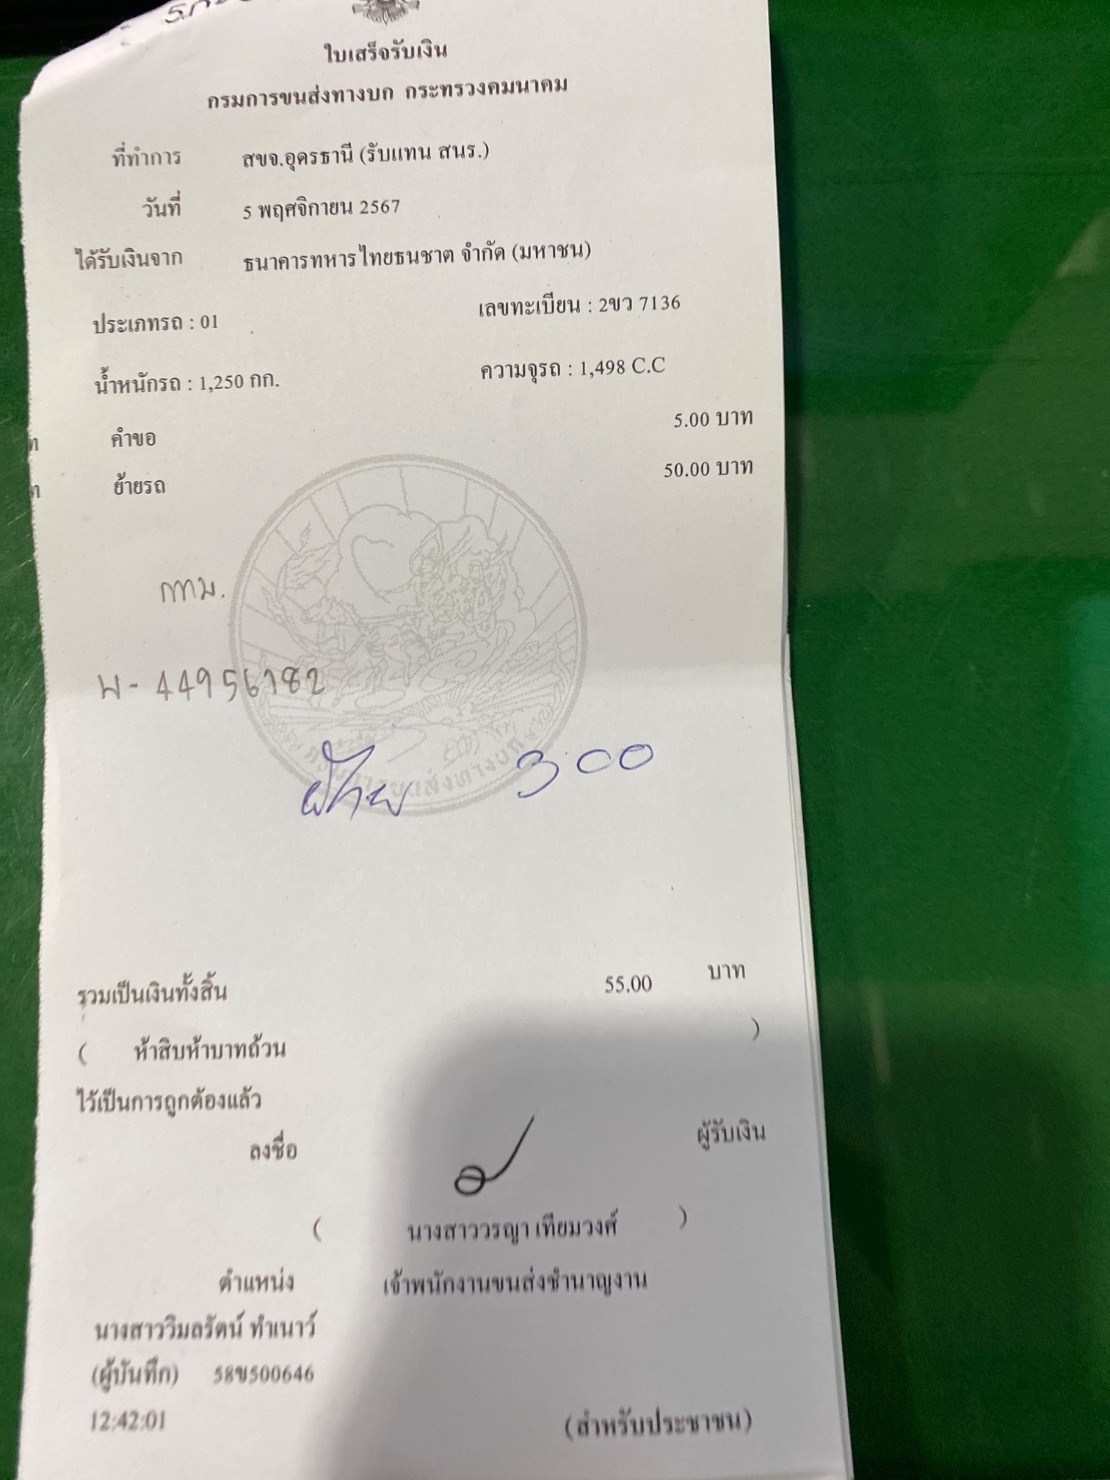 ใบเสร็จรับเงิน
กรมการขนส่งทางบก กระทรวงคมนาคม
ที่ทำการ สขจ.อุดรธานี (รับแทน สนร.)
วันที่ 5 พฤศจิกายน 2567
ได้รับเงินจาก ธนาคารทหารไทยธนชาต จำกัด (มหาชน)
ประเภทรถ : 01 เลขทะเบียน : 2ขว 7136
น้ำหนักรถ : 1,250 กก. ความจุรถ : 1,498 C.C
คำขอ 5.00 บาท
ย้ายรถ 50.00 บาท
กทม.
พ-44956782
300
รวมเป็นเงินทั้งสิ้น 55.00 บาท
( ห้าสิบห้าบาทถ้วน )
ไว้เป็นการถูกต้องแล้ว
ลงชื่อ ผู้รับเงิน
( นางสาววรญา เทียมวงศ์ )
ตำแหน่ง เจ้าพนักงานขนส่งชำนาญงาน
นางสาววิมลรัตน์ ทำเนาว์
(ผู้บันทึก) 58ข500646
12:42:01
(สำหรับประชาชน)